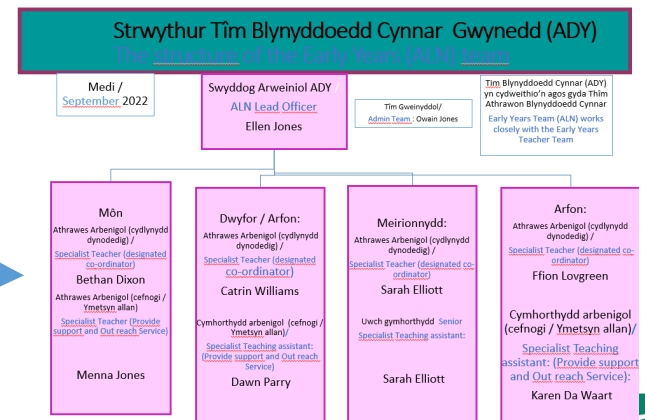 Strwythur Tîm Blynyddoedd Cynnar Gwynedd (ADY)
The structure of the Early Years (ALN) team
Medi /
September 2022
Swyddog Arweiniol ADY /
ALN Lead Officer
Ellen Jones
Tîm Gweinyddol/
Admin Team : Owain Jones
Tim Blynyddoedd Cynnar (ADY)
yn cydweithio'n agos gyda Thîm
Athrawon Blynyddoedd Cynnar
Early Years Team (ALN) works
closely with the Early Years
Teacher Team
Môn
Athrawes Arbenigol (cydlynydd
dynodedig) /
Specialist Teacher (designated
co-ordinator)
Bethan Dixon
Athrawes Arbenigol (cefnogi /
Ymetsyn allan)
Specialist Teacher (Provide
support and Out reach Service)
Menna Jones
Dwyfor / Arfon:
Athrawes Arbenigol (cydlynydd
dynodedig) /
Specialist Teacher (designated
co-ordinator)
Catrin Williams
Cymhorthydd arbenigol (cefnogi /
Ymetsyn allan)/
Specialist Teaching assistant:
(Provide support and Out reach
Service)
Dawn Parry
Meirionnydd:
Athrawes Arbenigol (cydlynydd
dynodedig) /
Specialist Teacher (designated co-
ordinator)
Sarah Elliott
Uwch gymhorthydd Senior
Specialist Teaching assistant:
Sarah Elliott
Arfon:
Athrawes Arbenigol (cydlynydd
dynodedig) /
Specialist Teacher (designated co-
ordinator)
Ffion Lovgreen
Cymhorthydd arbenigol
(cefnogi / Ymetsyn allan)/
Specialist Teaching
assistant: (Provide support
and Out reach Service):
Karen Da Waart